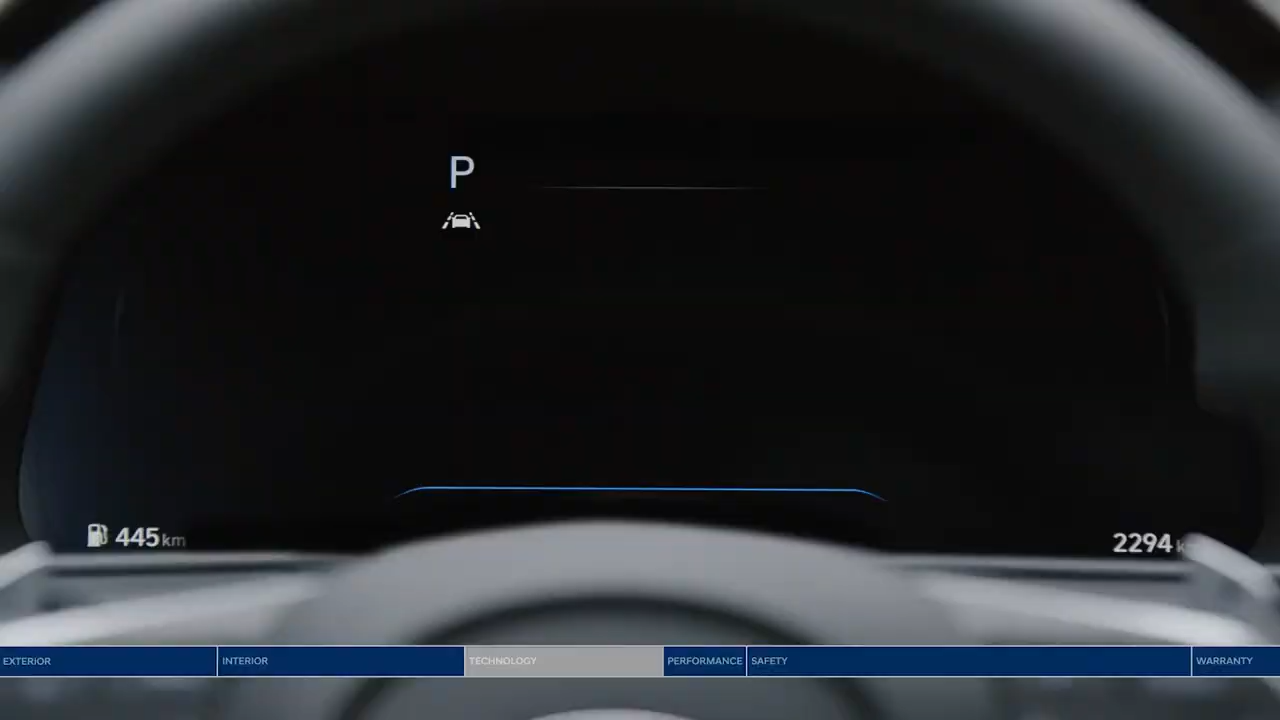 P
445 km
2294
EXTERIOR
INTERIOR
TECHNOLOGY
PERFORMANCE
SAFETY
WARRANTY